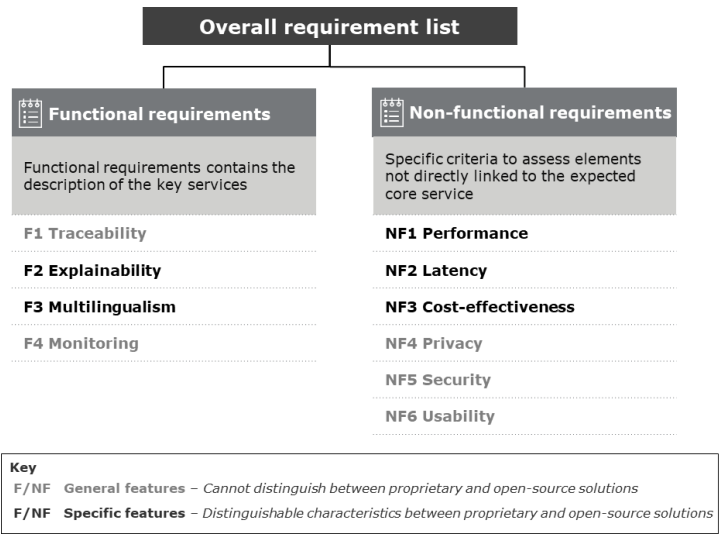 Overall requirement list
Functional requirements
Functional requirements contains the
description of the key services
F1 Traceability
F2 Explainability
F3 Multilingualism
F4 Monitoring
Non-functional requirements
Specific criteria to assess elements
not directly linked to the expected
core service
NF1 Performance
NF2 Latency
NF3 Cost-effectiveness
NF4 Privacy
NF5 Security
NF6 Usability
Key
F/NF General features – Cannot distinguish between proprietary and open-source solutions
F/NF Specific features – Distinguishable characteristics between proprietary and open-source solutions